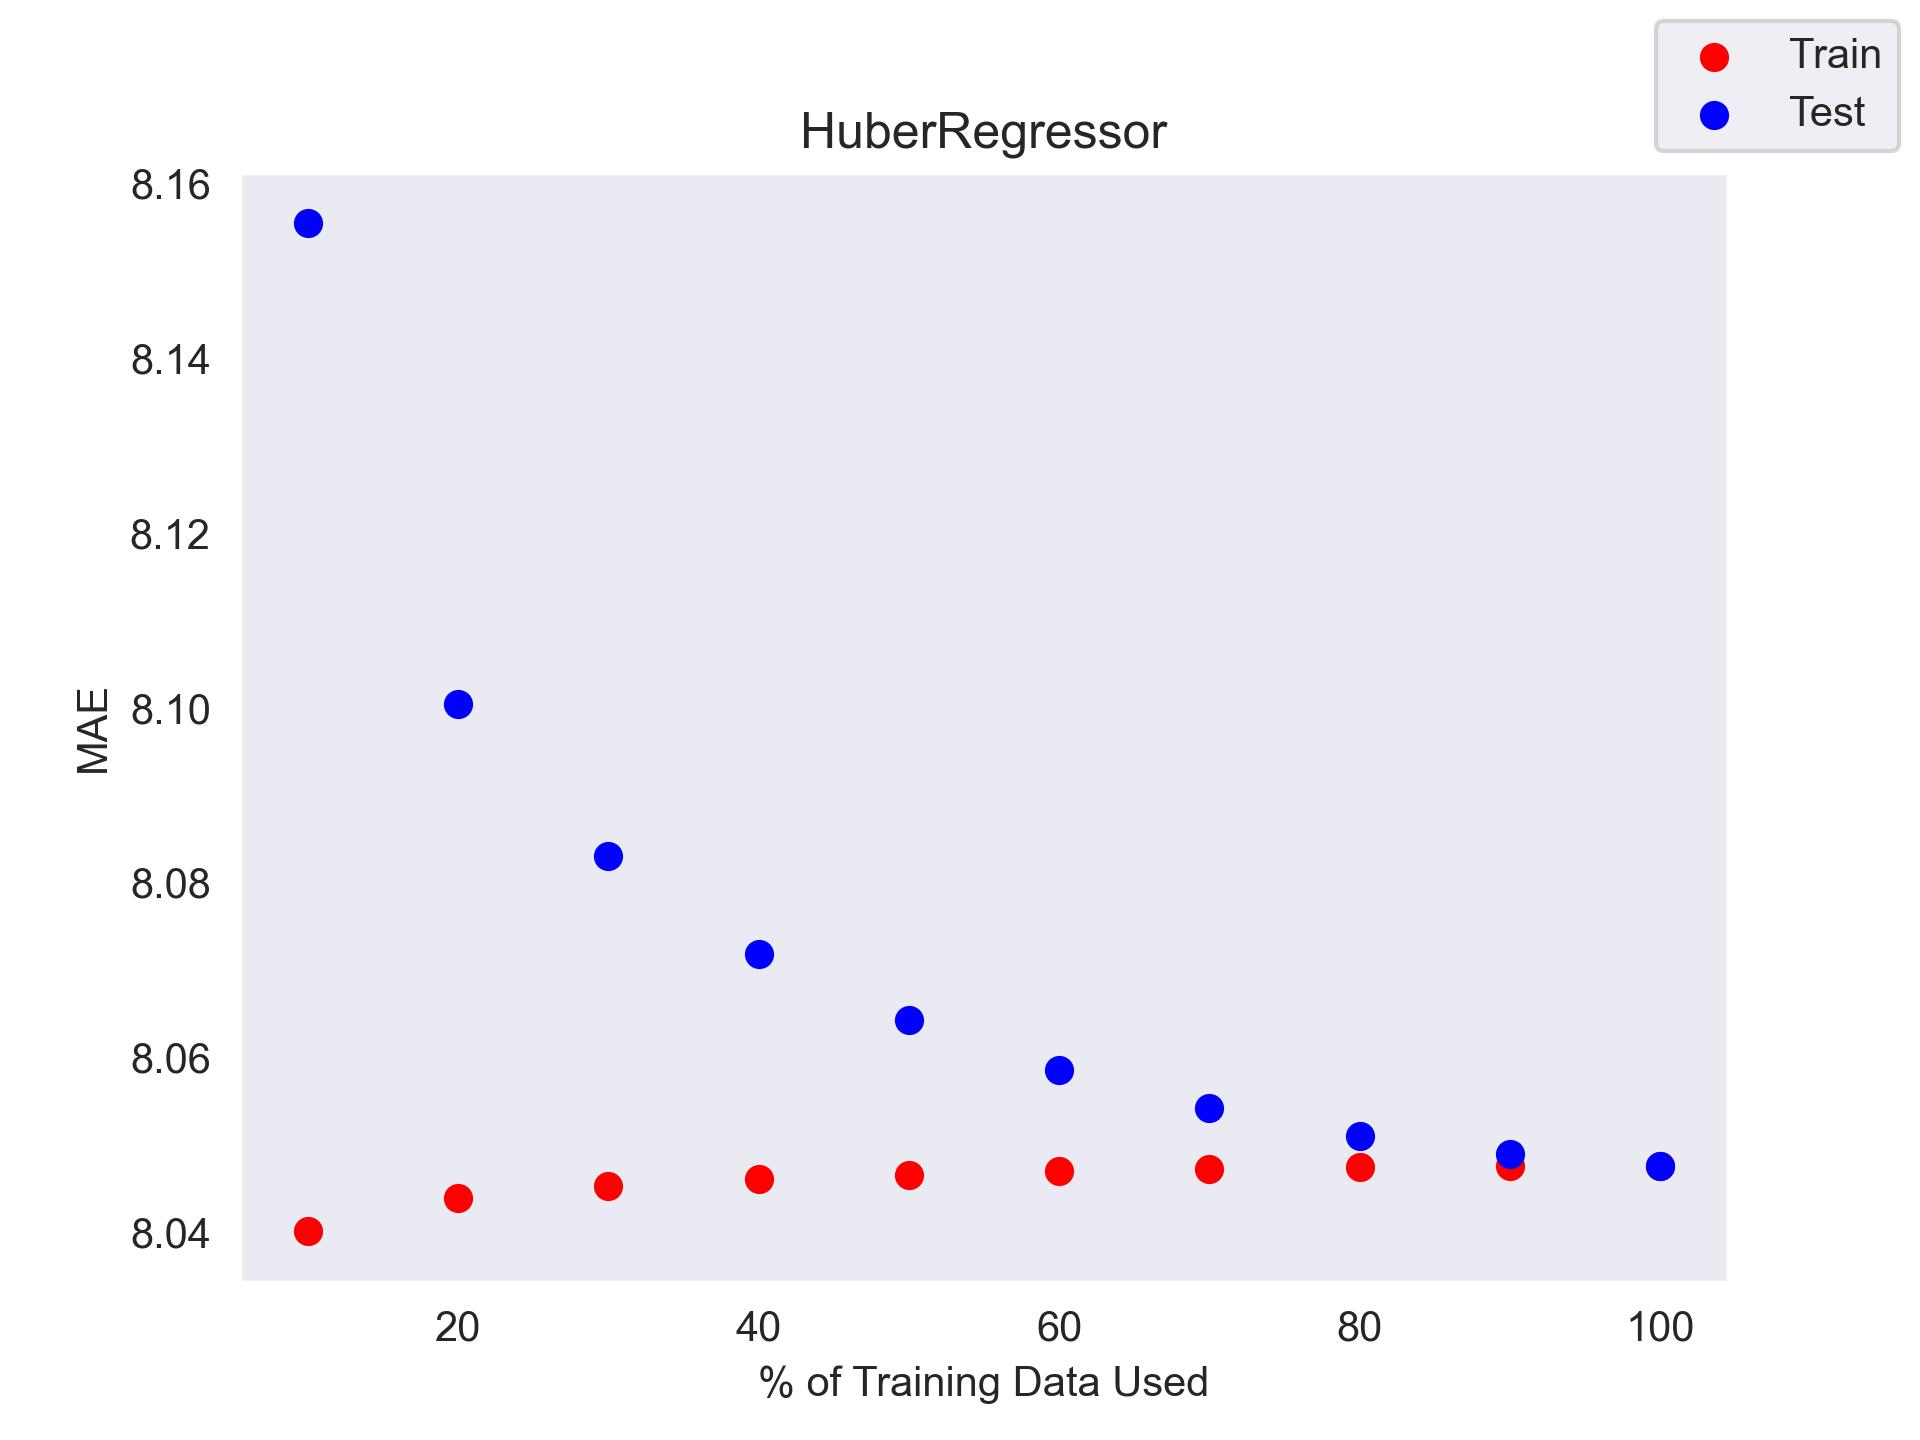 Train
Test
HuberRegressor
8.16
8.14
8.12
8.10
8.08
8.06
8.04
MAE
20 40 60 80 100
% of Training Data Used